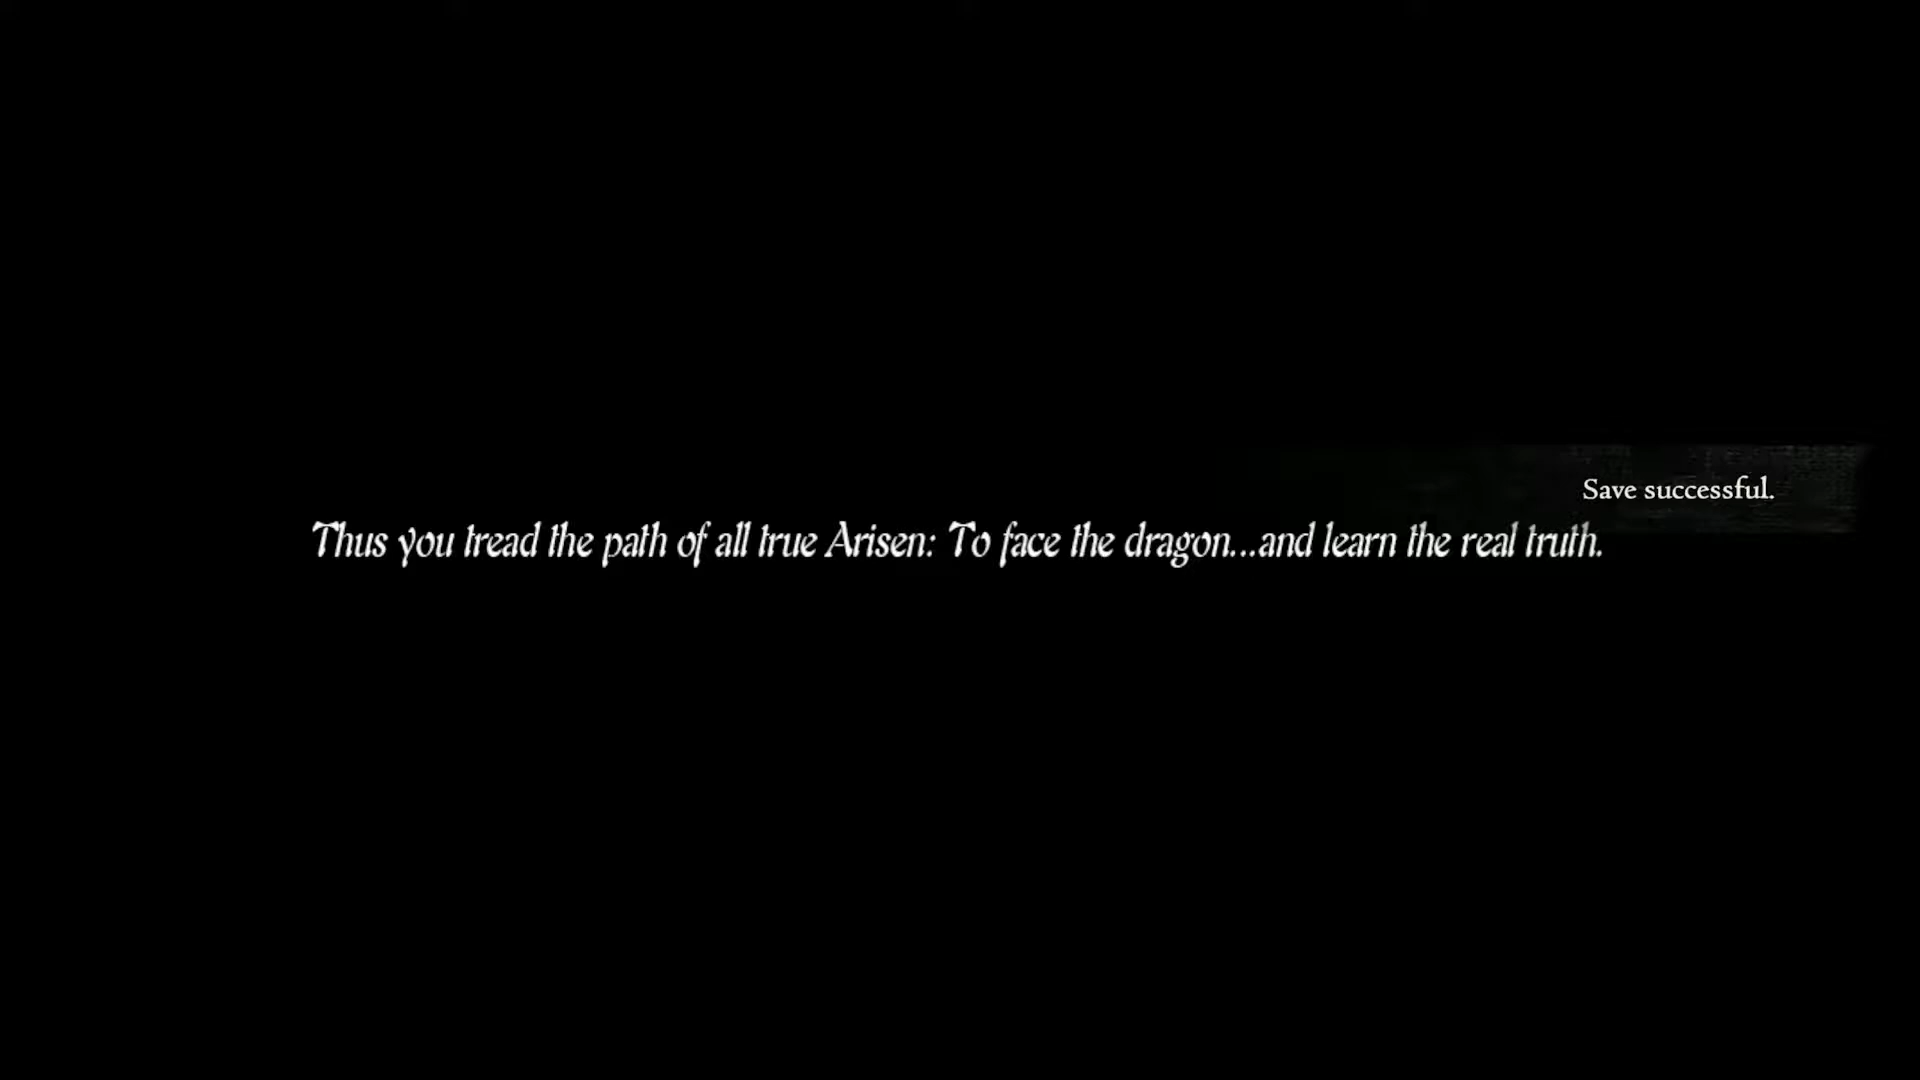 Save successful.
Thus you tread the path of all true Arisen: To face the dragon...and learn the real truth.